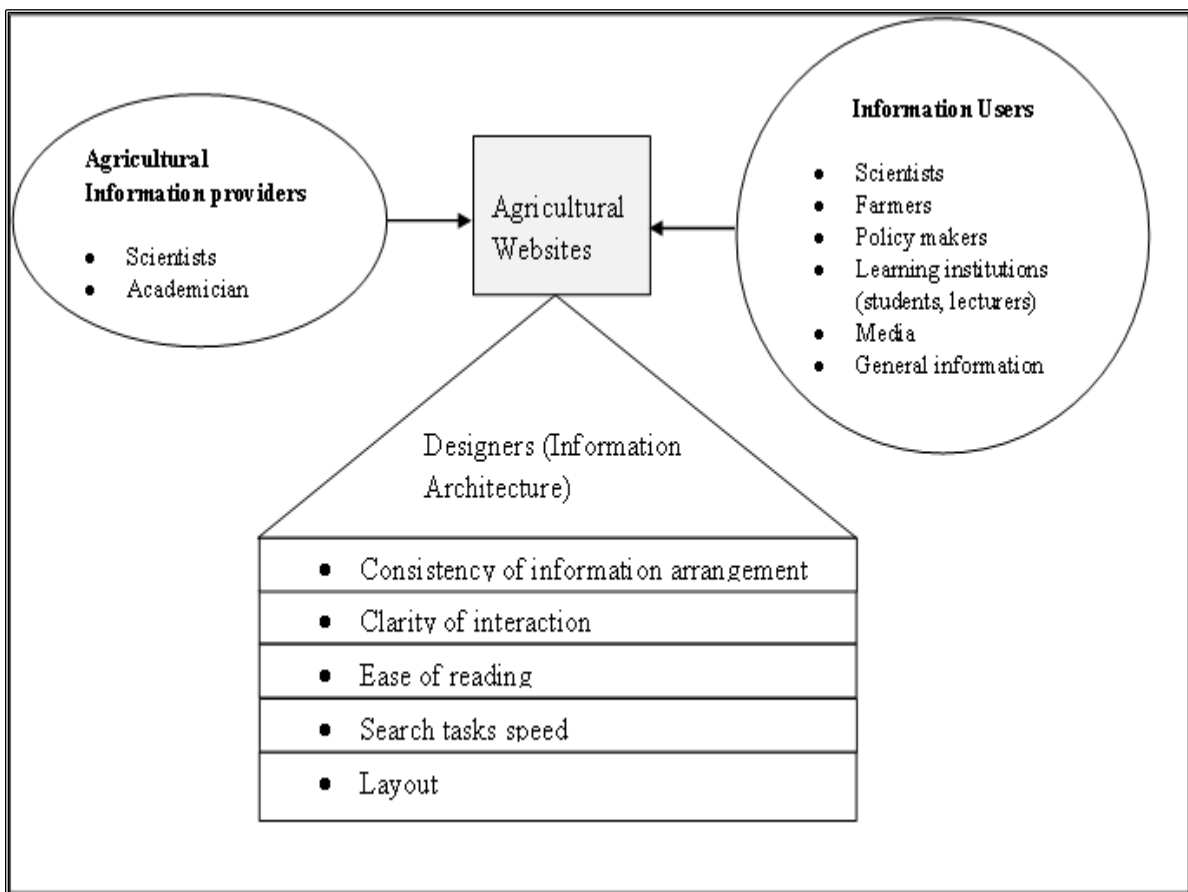 Agricultural
Information providers
● Scientists
● Academician
Agricultural
Websites
Information Users
● Scientists
● Farmers
● Policy makers
● Learning institutions
(students, lecturers)
● Media
● General information
Designers (Information
Architecture)
● Consistency of information arrangement
● Clarity of interaction
● Ease of reading
● Search tasks speed
● Layout